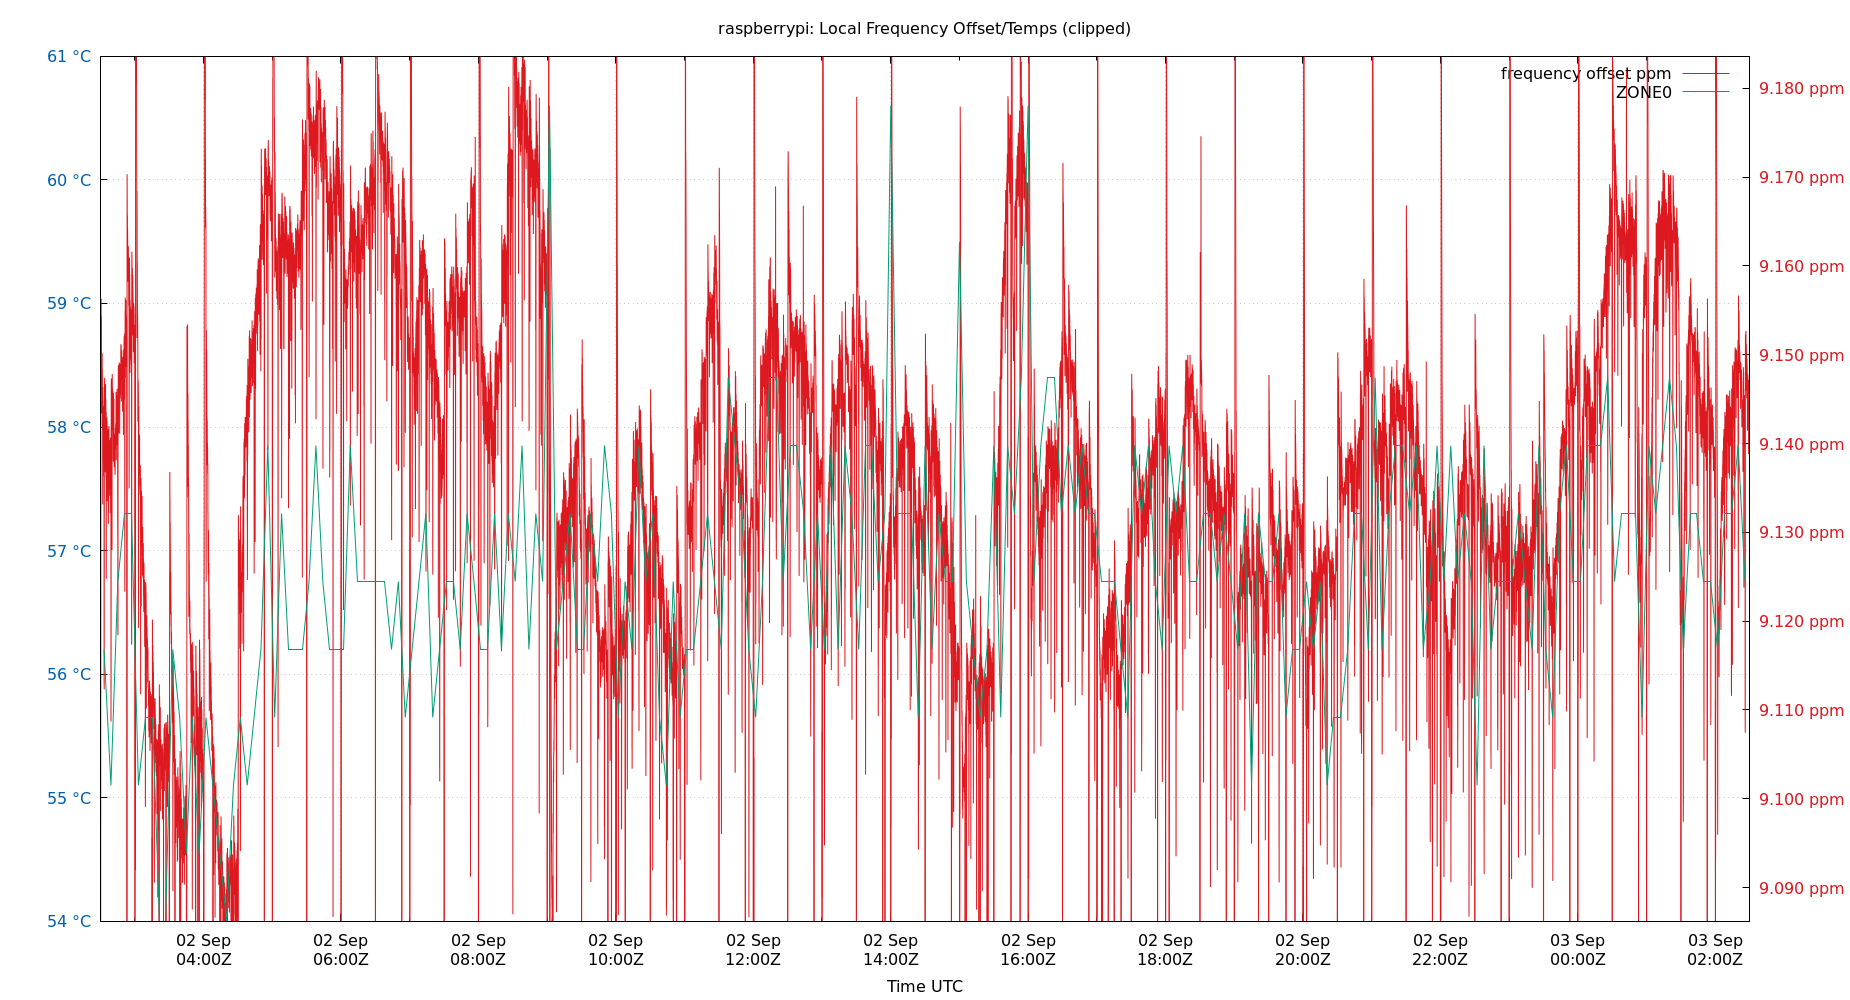 raspberrypi: Local Frequency Offset/Temps (clipped)
61 °C
60 °C
59 °C
58 °C
57 °C
56 °C
55 °C
54 °C
frequency offset ppm
ZONE0
9.180 ppm
9.170 ppm
9.160 ppm
9.150 ppm
9.140 ppm
9.130 ppm
9.120 ppm
9.110 ppm
9.100 ppm
9.090 ppm
02 Sep 02 Sep 02 Sep 02 Sep 02 Sep 02 Sep 02 Sep 02 Sep 02 Sep 02 Sep 03 Sep 03 Sep
04:00Z 06:00Z 08:00Z 10:00Z 12:00Z 14:00Z 16:00Z 18:00Z 20:00Z 22:00Z 00:00Z 02:00Z
Time UTC